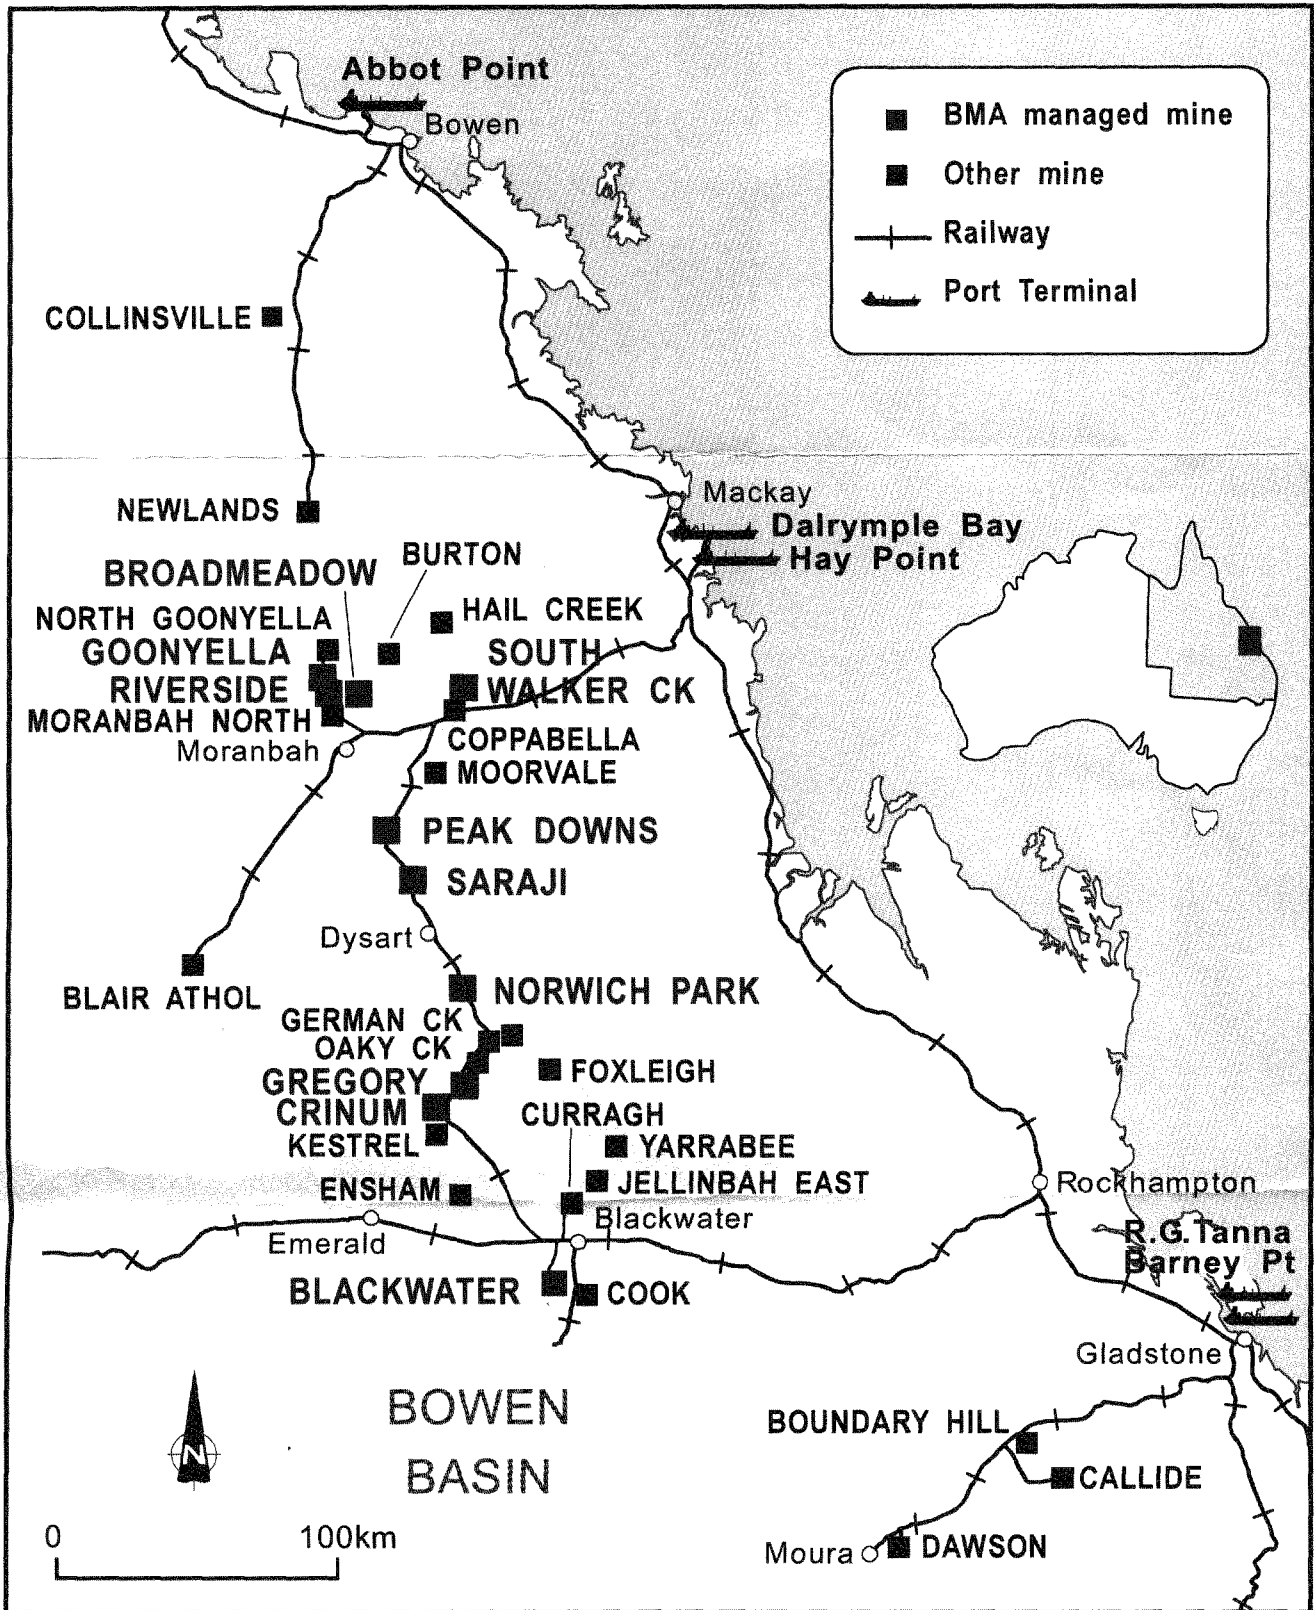 Abbot Point
Bowen
BMA managed mine
Other mine
Railway
Port Terminal
COLLINSVILLE
NEWLANDS
Mackay
Dalrymple Bay
Hay Point
BURTON
BROADMEADOW
HAIL CREEK
NORTH GOONYELLA
GOONYELLA
SOUTH
RIVERSIDE
WALKER CK
MORANBAH NORTH
Moranbah
COPPABELLA
MOORVALE
PEAK DOWNS
SARAJI
Dysart
BLAIR ATHOL
NORWICH PARK
GERMAN CK
OAKY CK
FOXLEIGH
GREGORY
CRINUM
CURRAGH
KESTREL
YARRABEE
ENSHAM
JELLINBAH EAST
Rockhampton
Blackwater
Emerald
R.G.Tanna
Barney Pt
BLACKWATER
COOK
Gladstone
BOWEN
BASIN
BOUNDARY HILL
CALLIDE
N
0 100km
Moura
DAWSON